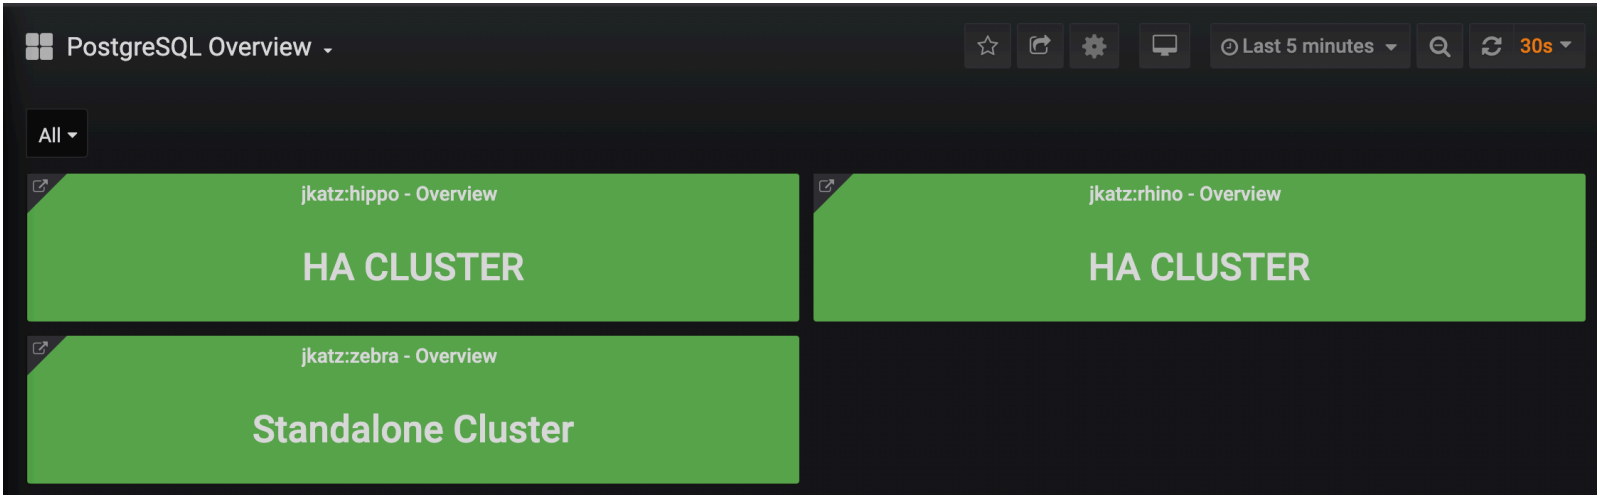 PostgreSQL Overview
Last 5 minutes
30s
All
jkatz:hippo - Overview
HA CLUSTER
jkatz:rhino - Overview
HA CLUSTER
jkatz:zebra - Overview
Standalone Cluster